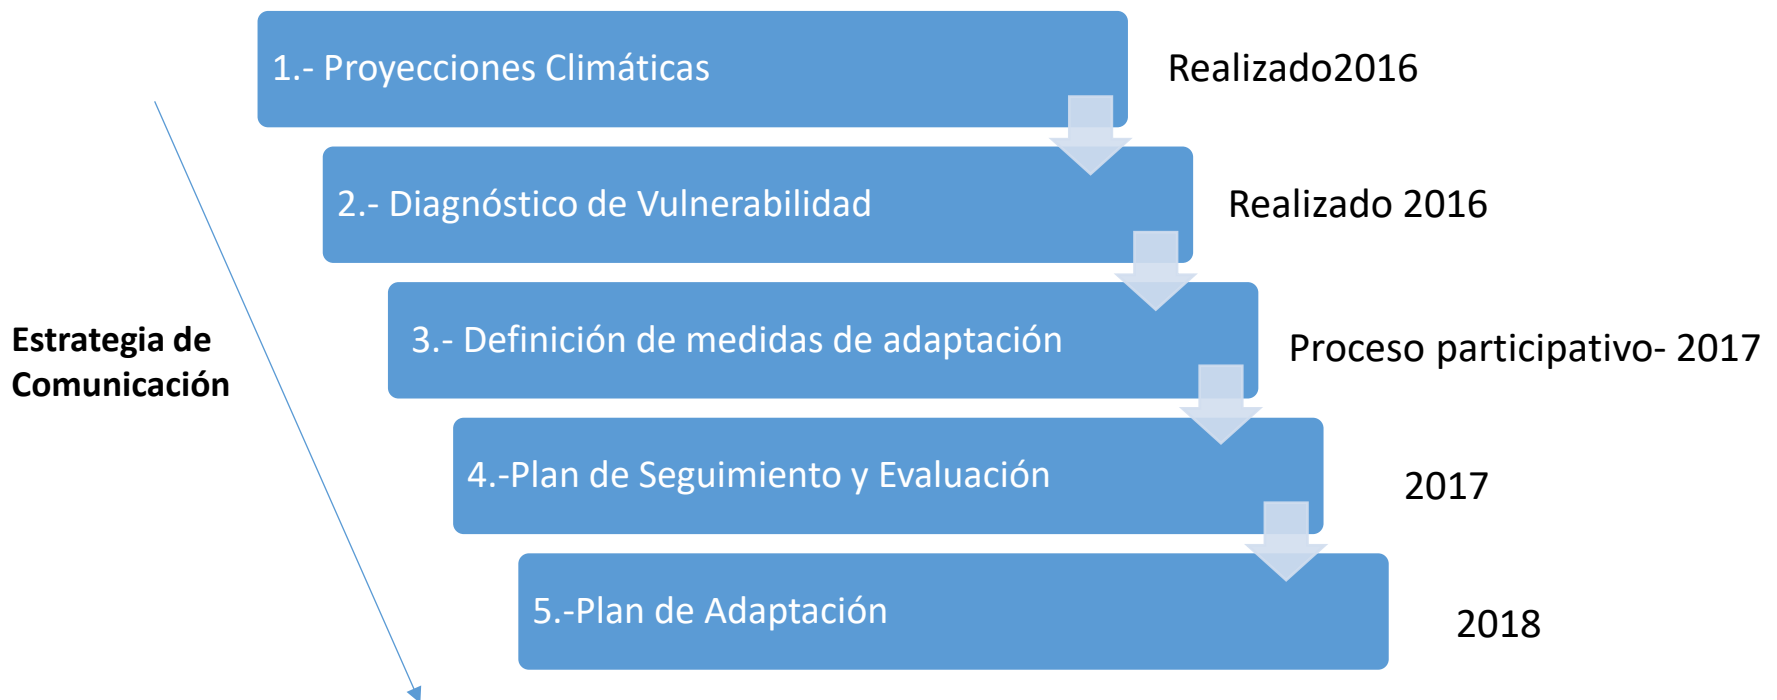 1.- Proyecciones Climáticas
Realizado2016
2.- Diagnóstico de Vulnerabilidad
Realizado 2016
Estrategia de
Comunicación
3.- Definición de medidas de adaptación
Proceso participativo- 2017
4.-Plan de Seguimiento y Evaluación
2017
5.-Plan de Adaptación
2018